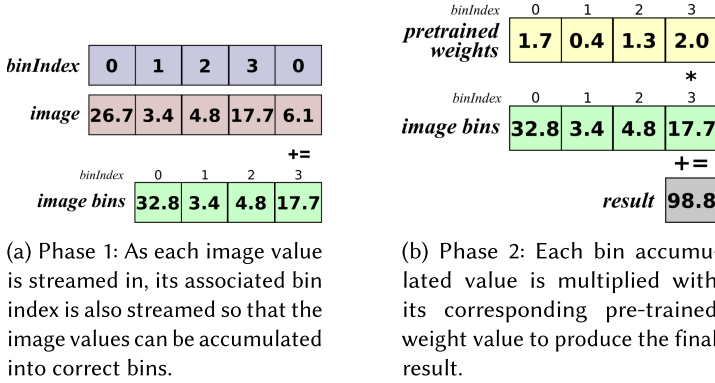 binIndex 0 1 2 3 0
image 26.7 3.4 4.8 17.7 6.1
+=
binIndex 0 1 2 3
image bins 32.8 3.4 4.8 17.7
(a) Phase 1: As each image value
is streamed in, its associated bin
index is also streamed so that the
image values can be accumulated
into correct bins.
binIndex 0 1 2 3
pretrained
weights 1.7 0.4 1.3 2.0
*
binIndex 0 1 2 3
image bins 32.8 3.4 4.8 17.7
+=
result 98.8
(b) Phase 2: Each bin accumu-
lated value is multiplied with
its corresponding pre-trained
weight value to produce the final
result.